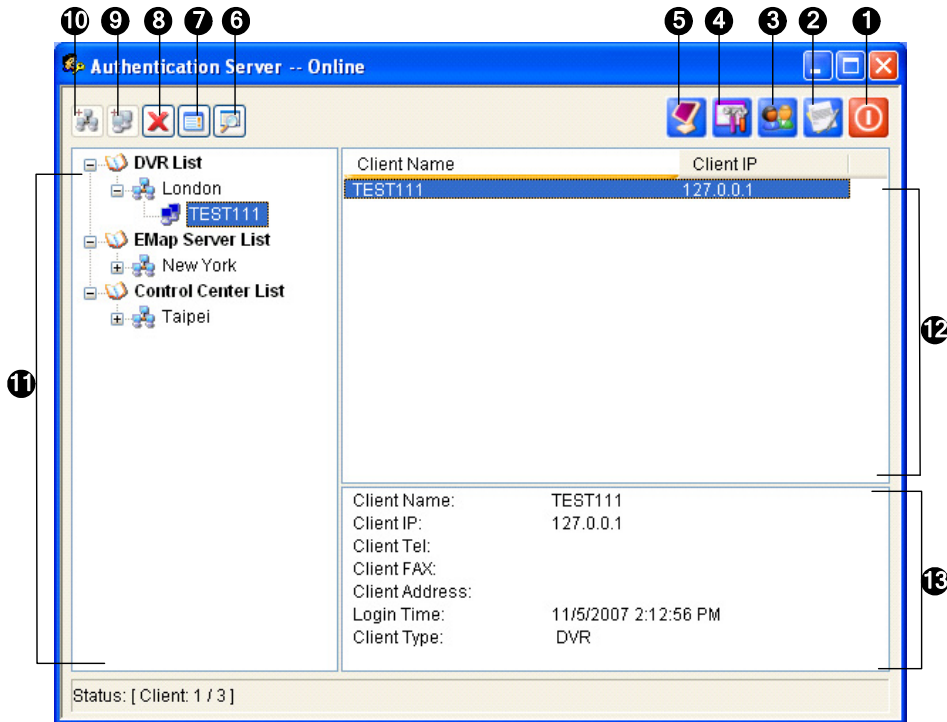 10 9 8 7 6 5 4 3 2 1
Authentication Server -- Online
DVR List
London
TEST111
EMap Server List
New York
Control Center List
Taipei
11
Client Name Client IP
TEST111 127.0.0.1
12
Client Name: TEST111
Client IP: 127.0.0.1
Client Tel:
Client FAX:
Client Address:
Login Time: 11/5/2007 2:12:56 PM
Client Type: DVR
13
Status: [ Client: 1 / 3 ]